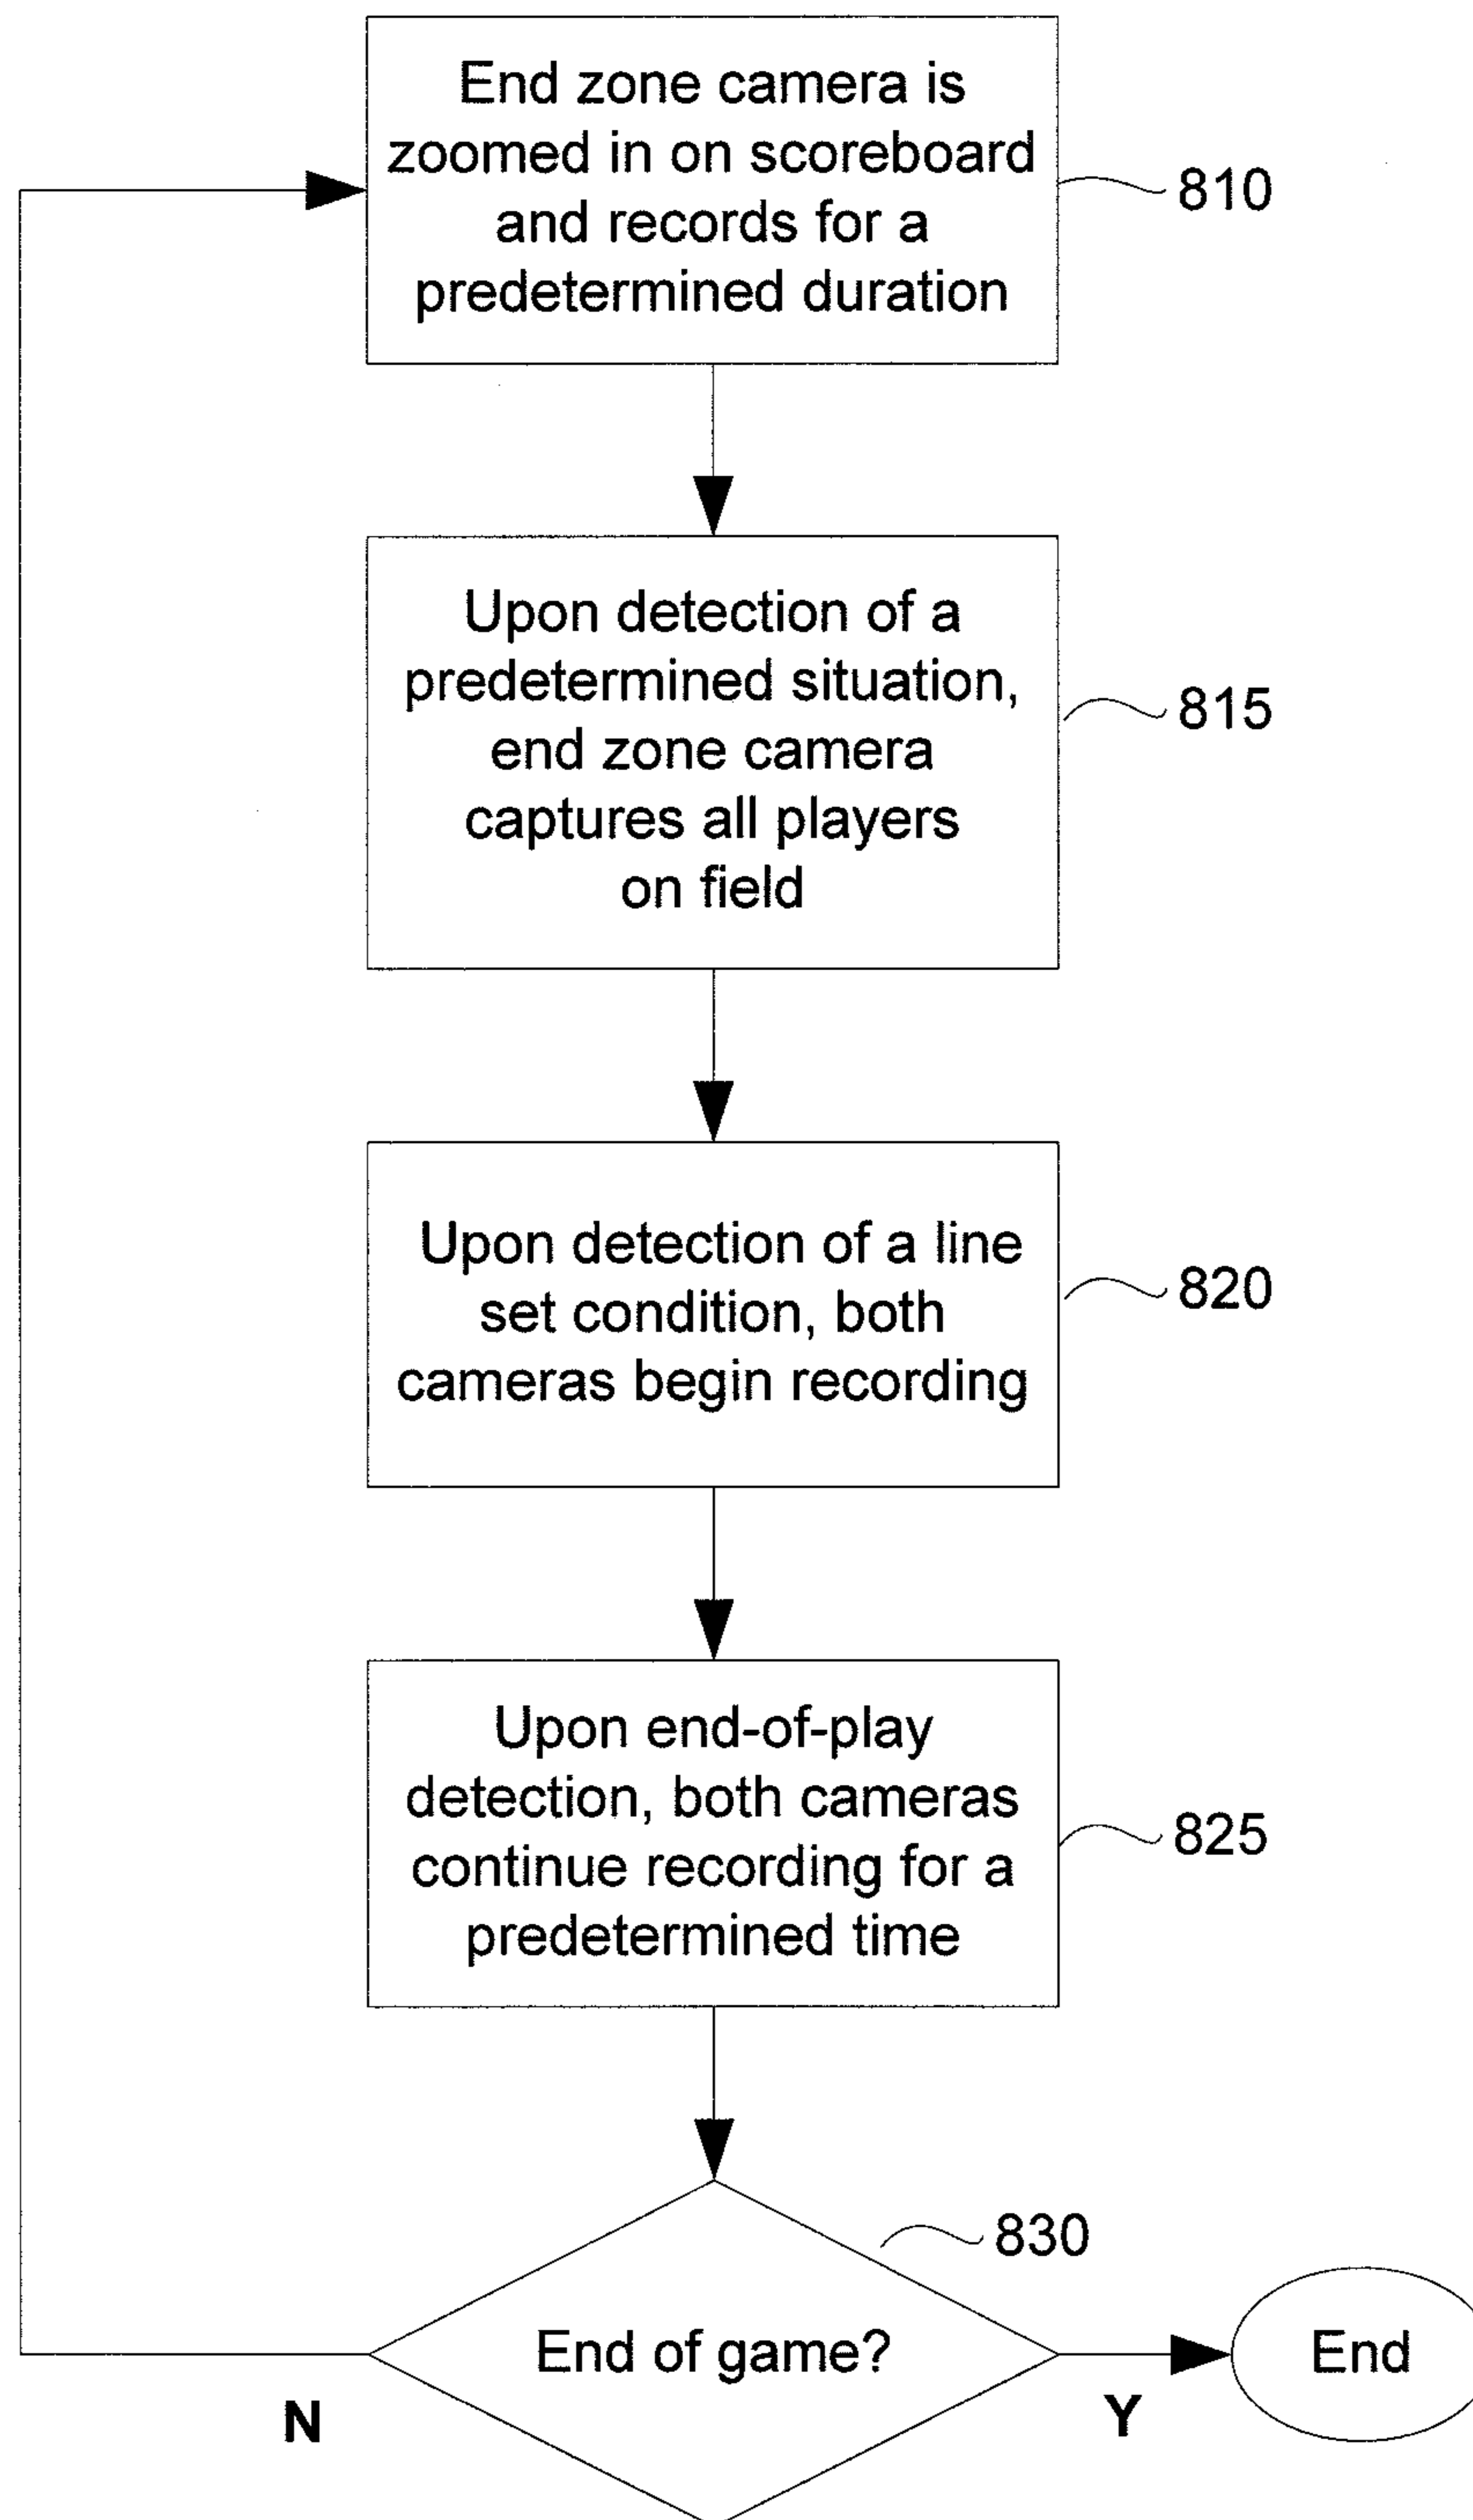 End zone camera is
zoomed in on scoreboard
and records for a
predetermined duration
810
Upon detection of a
predetermined situation,
end zone camera
captures all players
on field
815
Upon detection of a line
set condition, both
cameras begin recording
820
Upon end-of-play
detection, both cameras
continue recording for a
predetermined time
825
830
End of game?
End
N
Y